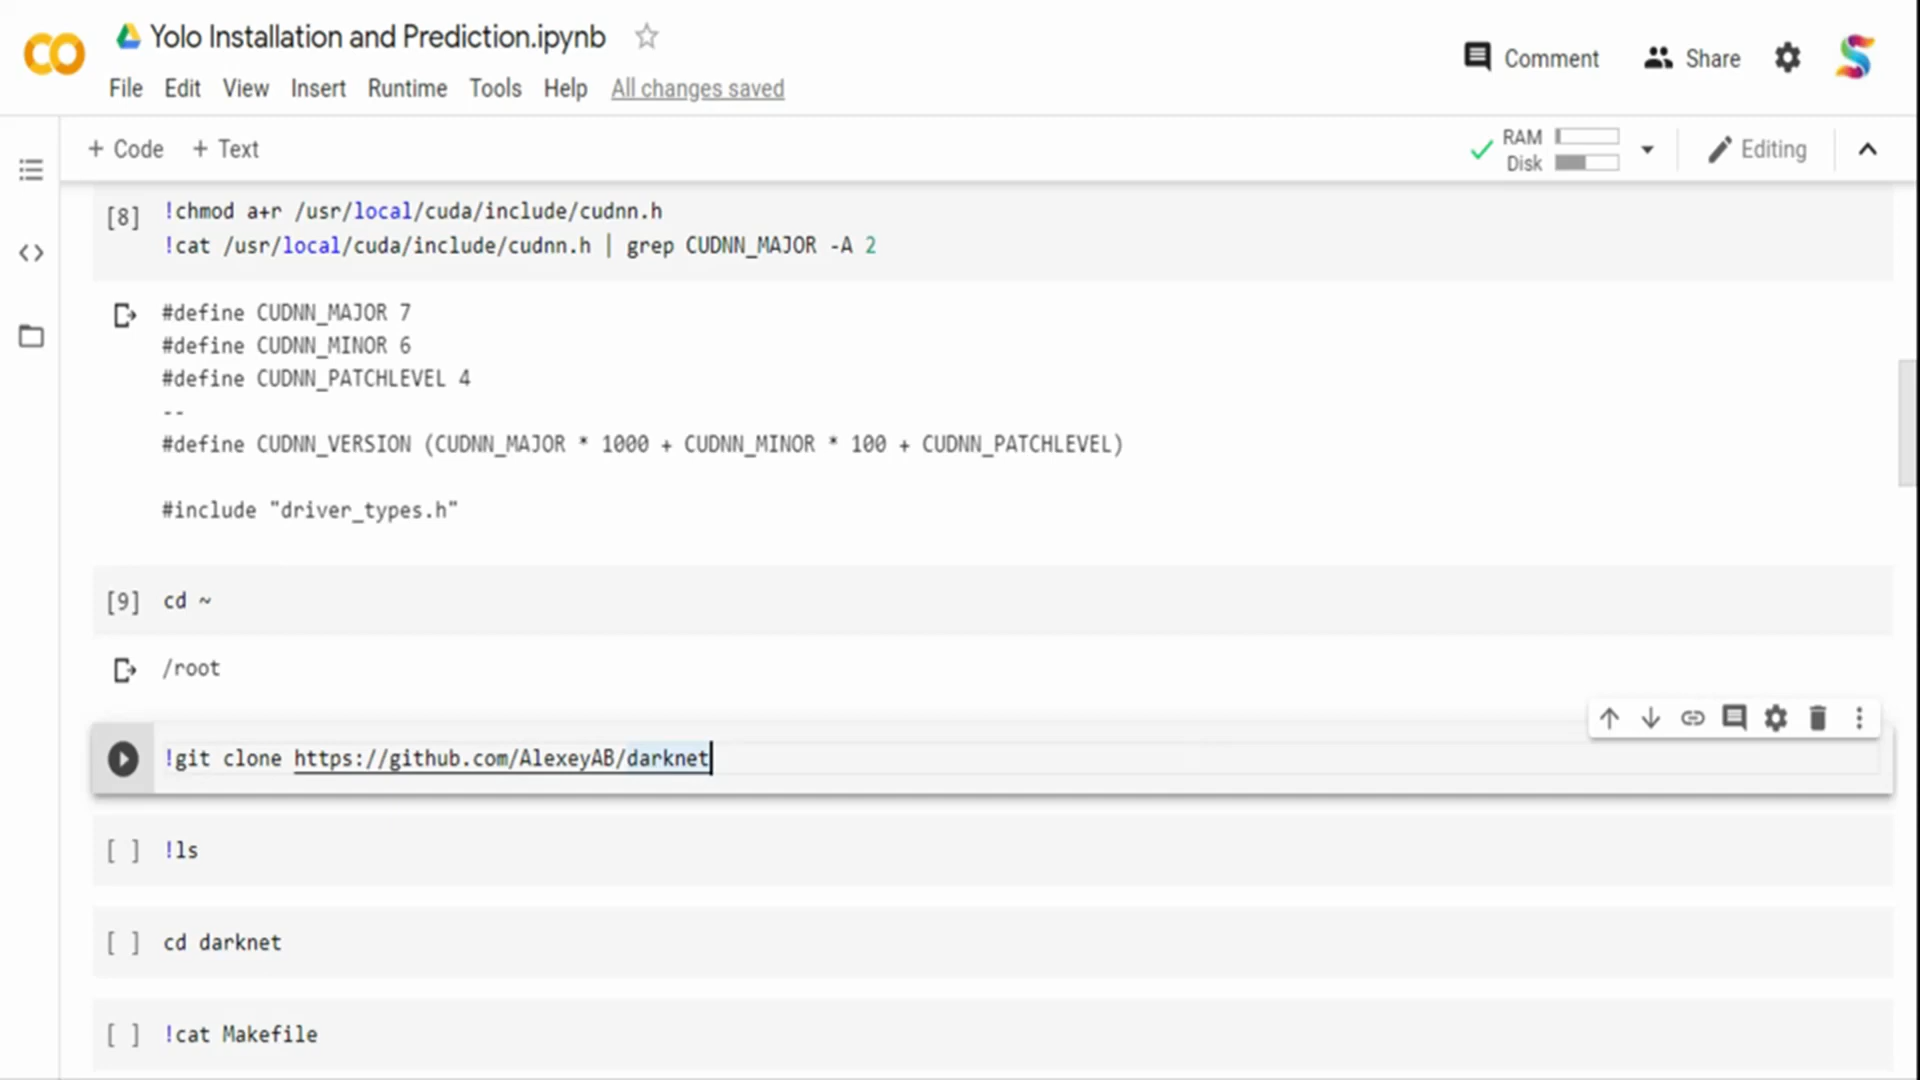 Yolo Installation and Prediction.ipynb
Comment Share
File Edit View Insert Runtime Tools Help All changes saved
+ Code + Text
RAM
Disk
Editing
[8] !chmod a+r /usr/local/cuda/include/cudnn.h
!cat /usr/local/cuda/include/cudnn.h | grep CUDNN_MAJOR -A 2
#define CUDNN_MAJOR 7
#define CUDNN_MINOR 6
#define CUDNN_PATCHLEVEL 4
--
#define CUDNN_VERSION (CUDNN_MAJOR * 1000 + CUDNN_MINOR * 100 + CUDNN_PATCHLEVEL)
#include "driver_types.h"
[9] cd ~
/root
!git clone https://github.com/AlexeyAB/darknet
[ ] !ls
[ ] cd darknet
[ ] !cat Makefile